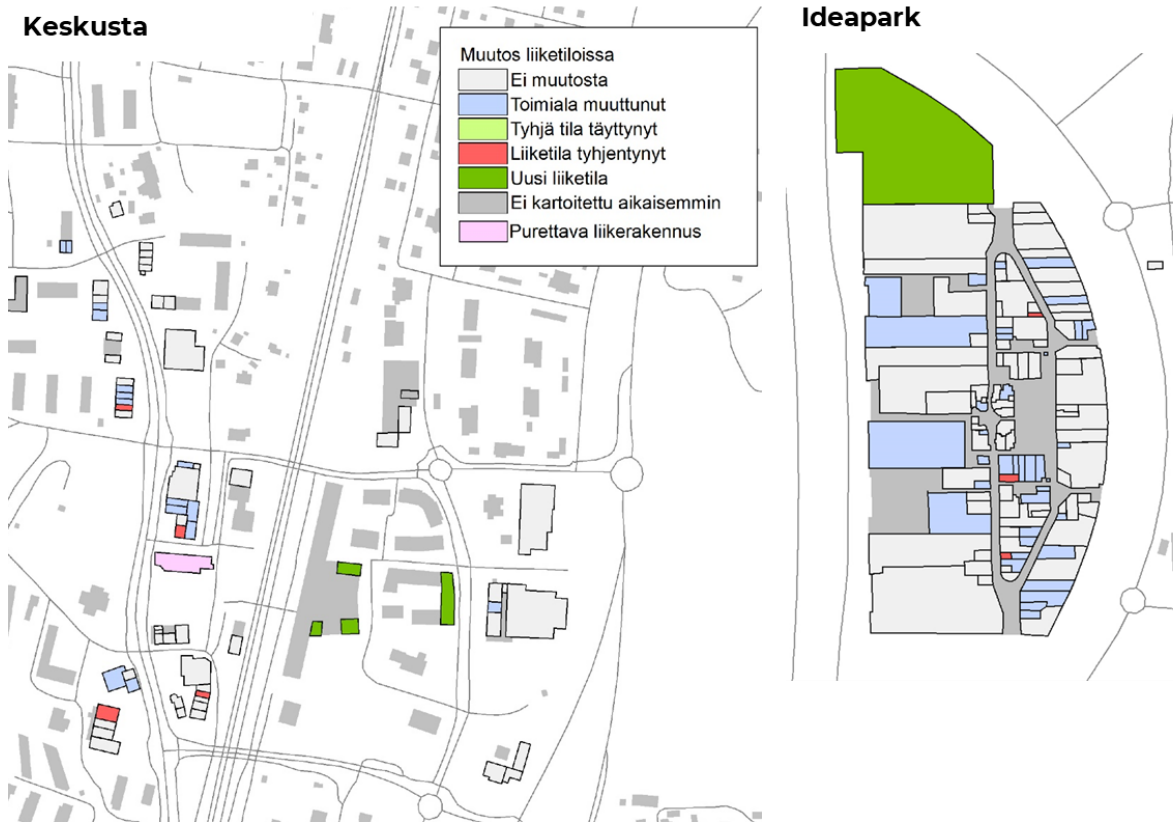 Keskusta
Ideapark
Muutos liiketiloissa
Ei muutosta
Toimiala muuttunut
Tyhjä tila täyttynyt
Liiketila tyhjentynyt
Uusi liiketila
Ei kartoitettu aikaisemmin
Purettava liikerakennus